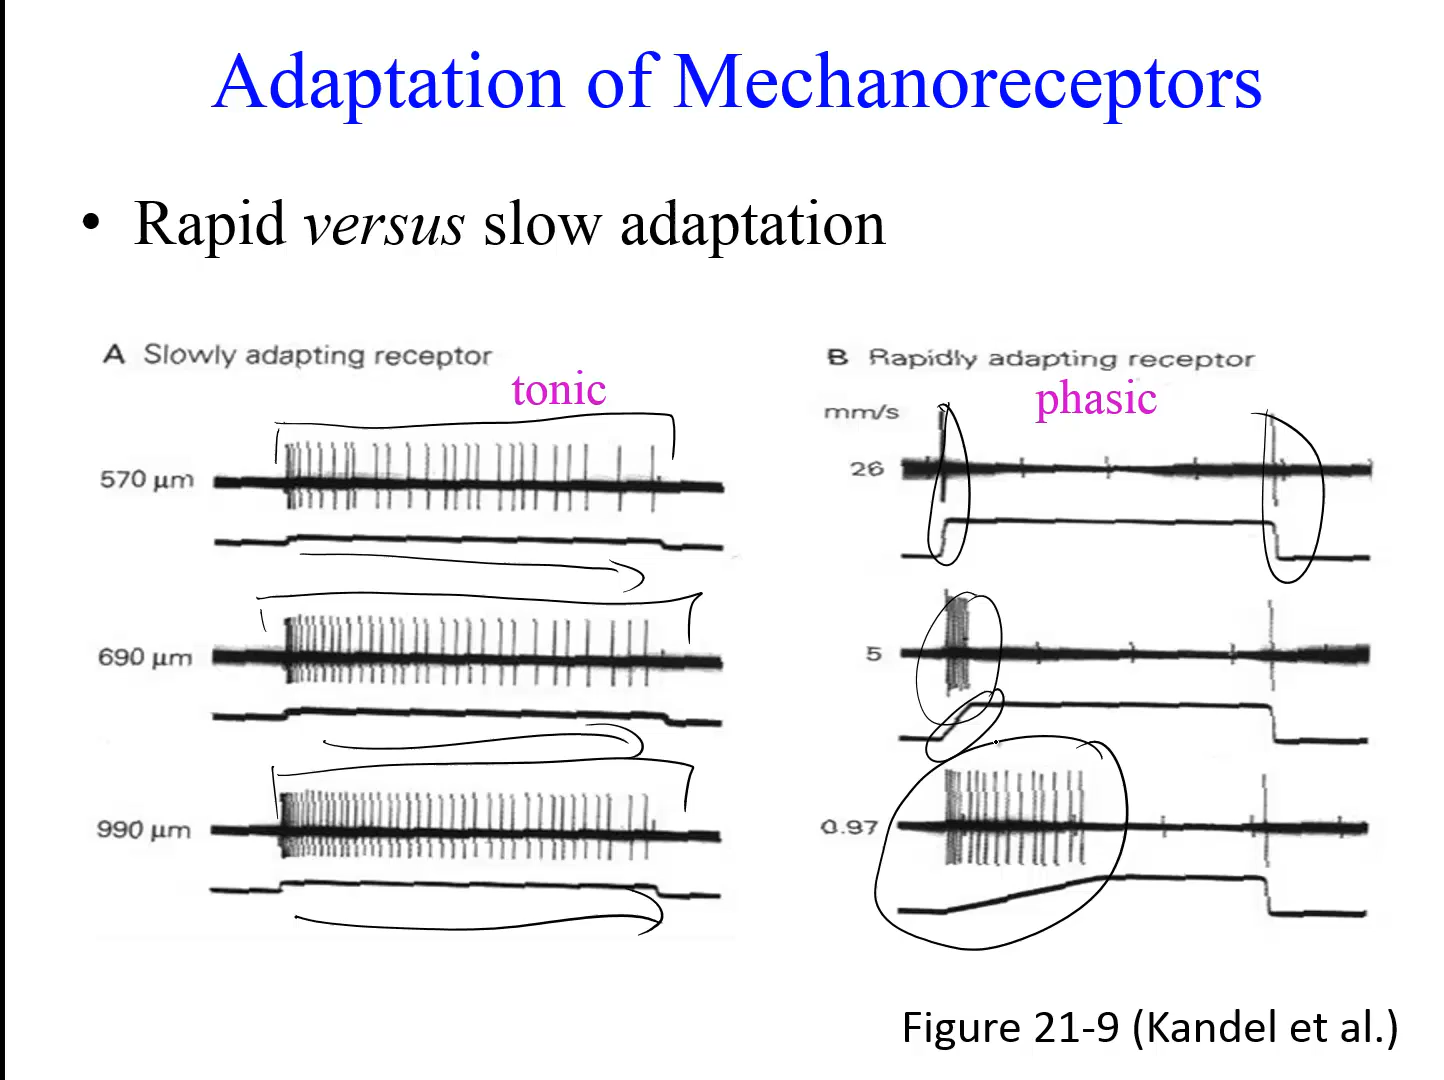 Adaptation of Mechanoreceptors
• Rapid versus slow adaptation
A Slowly adapting receptor
tonic
570 µm
690 µm
990 µm
B Rapidly adapting receptor
phasic
mm/s
26
5
0.97
Figure 21-9 (Kandel et al.)